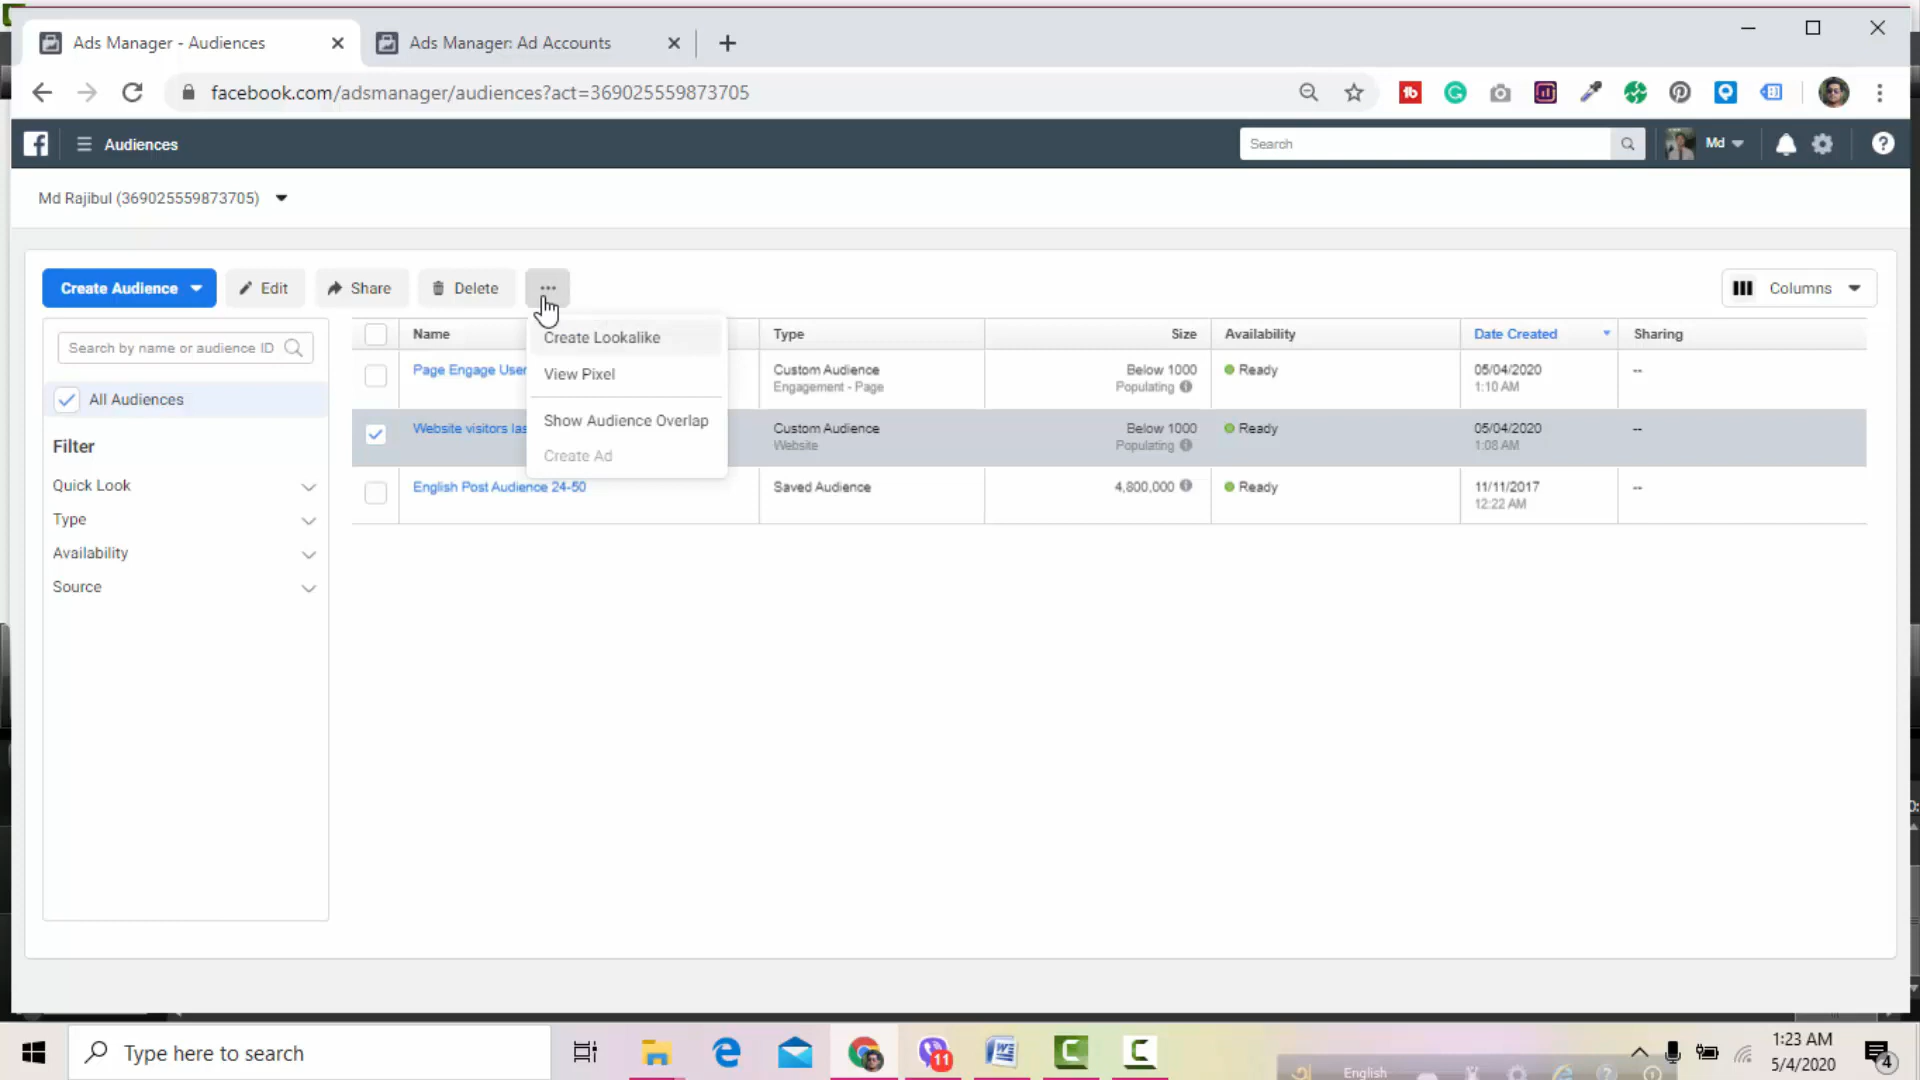 Ads Manager - Audiences
Ads Manager: Ad Accounts
facebook.com/adsmanager/audiences?act=369025559873705
Audiences
Search
Md
Md Rajibul (369025559873705)
Create Audience
Edit
Share
Delete
...
Columns
Search by name or audience ID
All Audiences
Filter
Quick Look
Type
Availability
Source
Create Lookalike
View Pixel
Show Audience Overlap
Create Ad
Name
Type
Size
Availability
Date Created
Sharing
Page Engage User
Custom Audience
Engagement - Page
Below 1000
Populating
Ready
05/04/2020
1:10 AM
--
Website visitors las
Custom Audience
Website
Below 1000
Populating
Ready
05/04/2020
1:08 AM
--
English Post Audience 24-50
Saved Audience
4,800,000
Ready
11/11/2017
12:22 AM
--
Type here to search
11
English
1:23 AM
5/4/2020
4